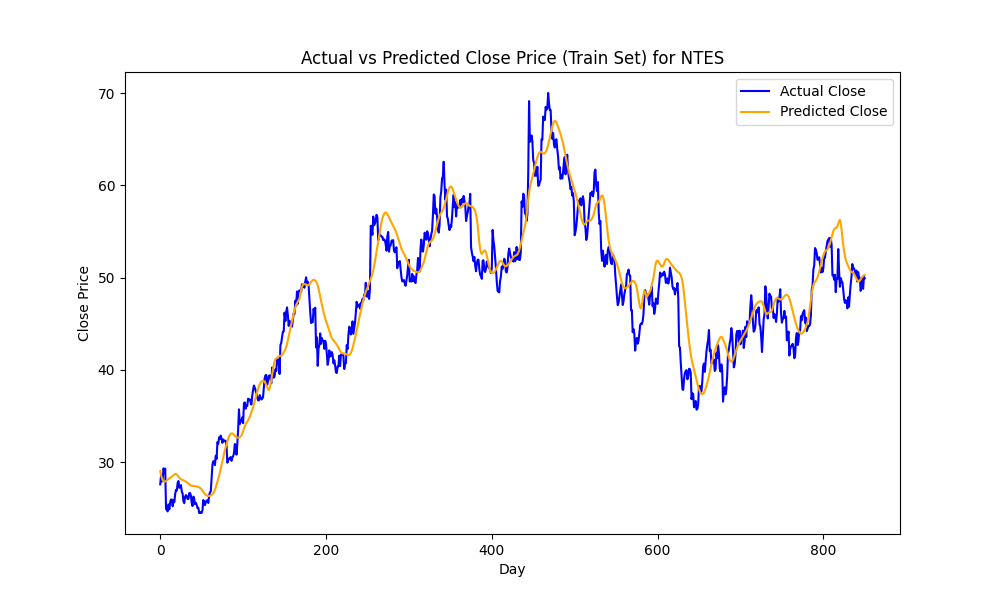 Actual vs Predicted Close Price (Train Set) for NTES
Actual Close
Predicted Close
Close Price
70
60
50
40
30
0
200
400
600
800
Day